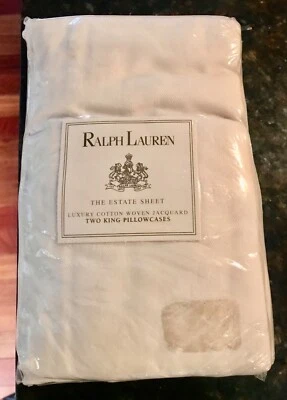 RALPH LAUREN
THE ESTATE SHEET
LUXURY COTTON WOVEN JACQUARD
TWO KING PILLOWCASES